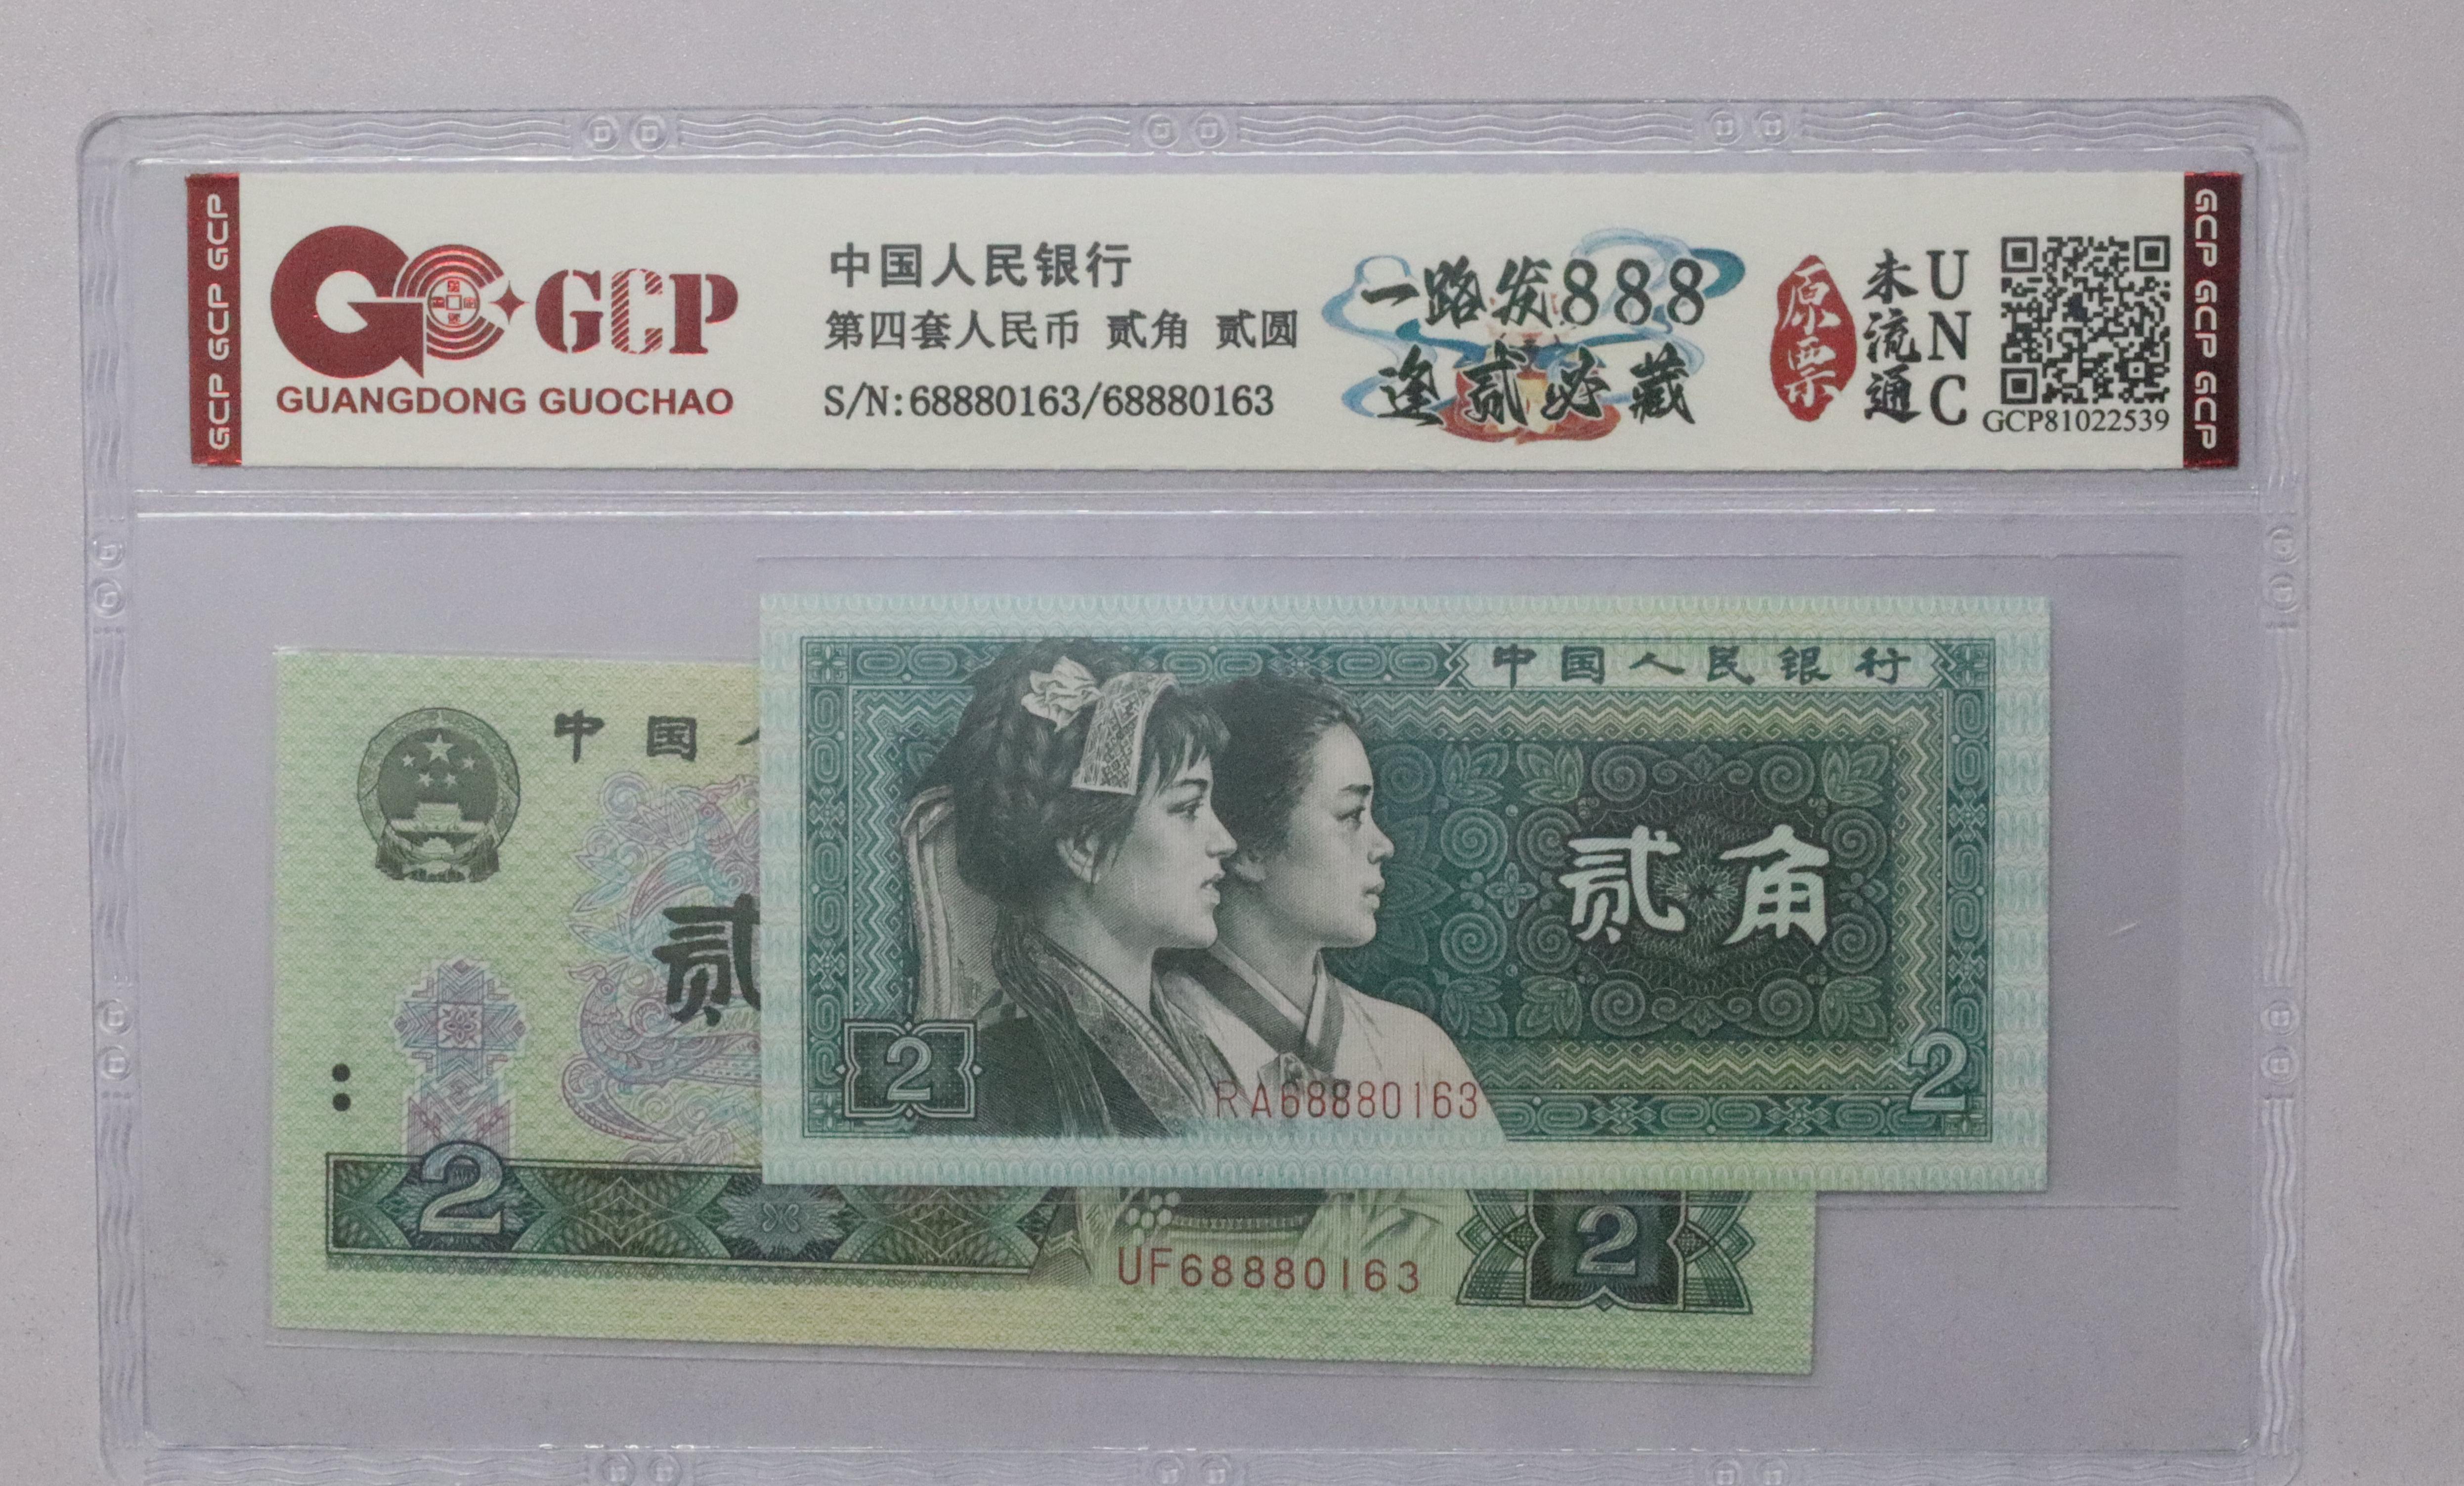 GCP GCP GCP
GCP
GUANGDONG GUOCHAO
中国人民银行
第四套人民币 贰角 贰圆
S/N:68880163/68880163
一路发888
逢贰必藏
原票
未流通
UNC
GCP81022539
GCP GCP GCP
中国人民银行
贰角
2
2
RA68880163
中国
贰
2
2
UF68880163